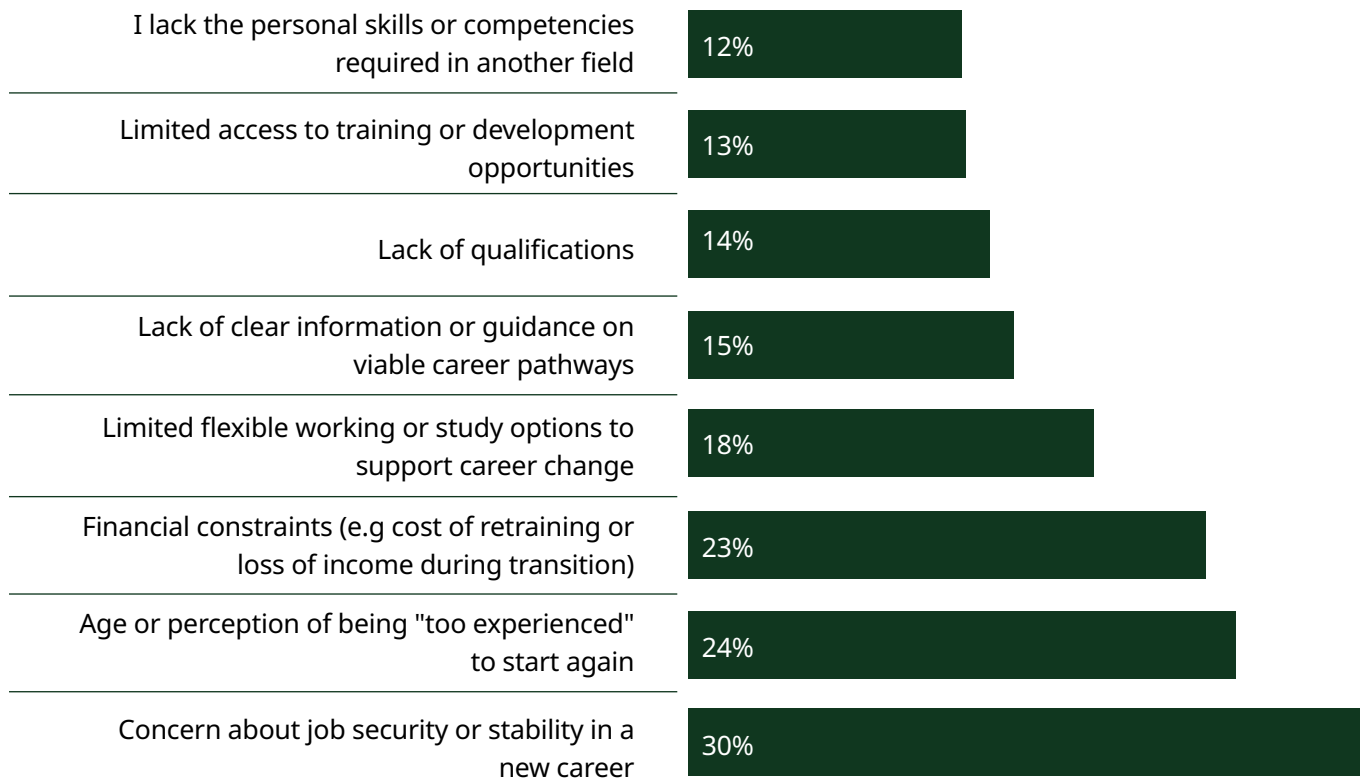 I lack the personal skills or competencies
required in another field
12%
Limited access to training or development
opportunities
13%
Lack of qualifications
14%
Lack of clear information or guidance on
viable career pathways
15%
Limited flexible working or study options to
support career change
18%
Financial constraints (e.g cost of retraining or
loss of income during transition)
23%
Age or perception of being "too experienced"
to start again
24%
Concern about job security or stability in a
new career
30%